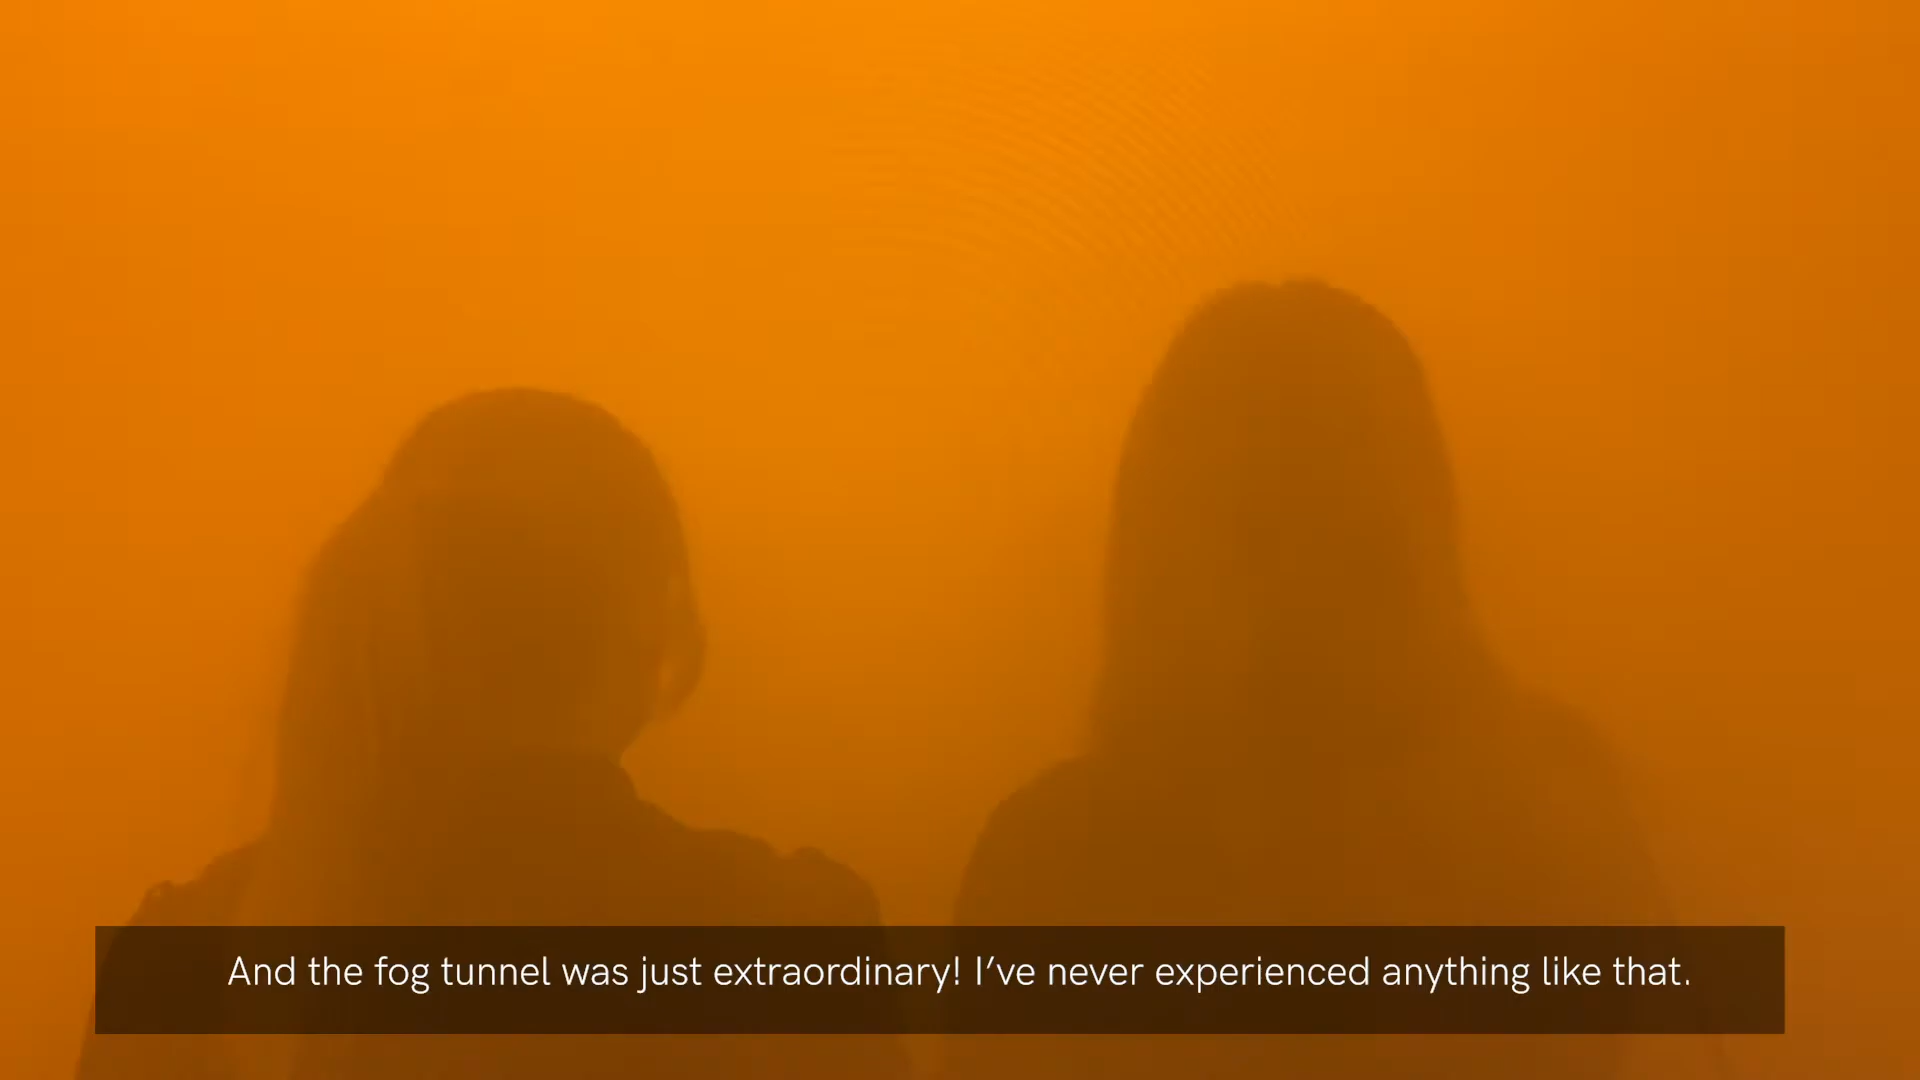 And the fog tunnel was just extraordinary! I’ve never experienced anything like that.